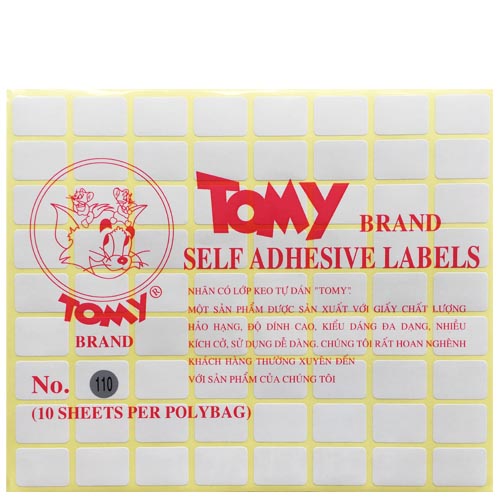 TOMY BRAND
SELF ADHESIVE LABELS
NHÃN CÓ LỚP KEO TỰ DÁN "TOMY".
MỘT SẢN PHẨM ĐƯỢC SẢN XUẤT VỚI GIẤY CHẤT LƯỢNG
HẢO HẠNG, ĐỘ DÍNH CAO, KIỂU DÁNG ĐA DẠNG, NHIỀU
KÍCH CỞ, SỬ DỤNG DỄ DÀNG. CHÚNG TÔI RẤT HOAN NGHÊNH
KHÁCH HÀNG THƯỜNG XUYÊN ĐẾN
VỚI SẢN PHẨM CỦA CHÚNG TÔI
TOMY®
BRAND
No. 110
(10 SHEETS PER POLYBAG)